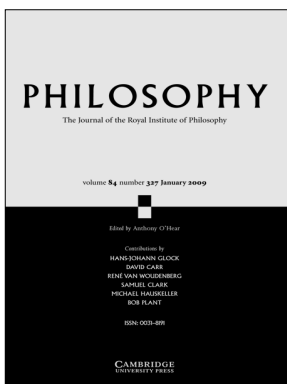 PHILOSOPHY
The Journal of the Royal Institute of Philosophy
volume 84 number 327 January 2009
Edited by Anthony O'Hear
Contributions by
HANS-JOHANN GLOCK
DAVID CARR
RENÉ VAN WOUDENBERG
SAMUEL CLARK
MICHAEL HAUSKELLER
BOB PLANT
ISSN: 0031-8191
CAMBRIDGE
UNIVERSITY PRESS